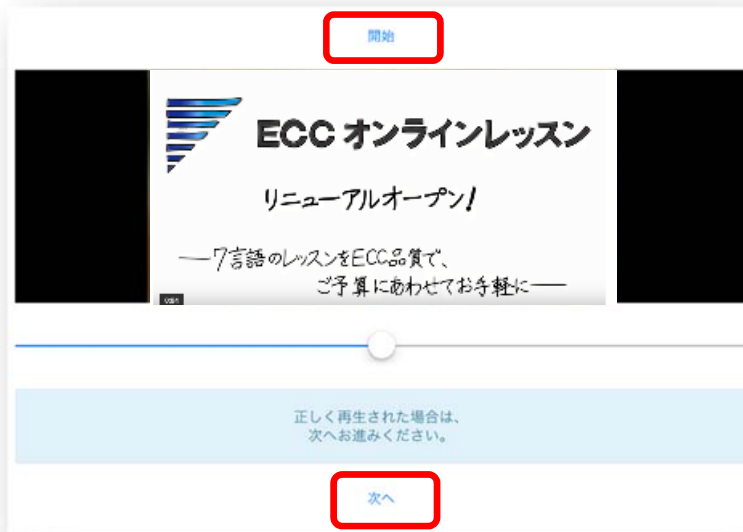 開始
ECC オンラインレッスン
リニューアルオープン!
――7言語のレッスンをECC品質で、
ご予算にあわせてお手軽に――
正しく再生された場合は、
次へお進みください。
次へ